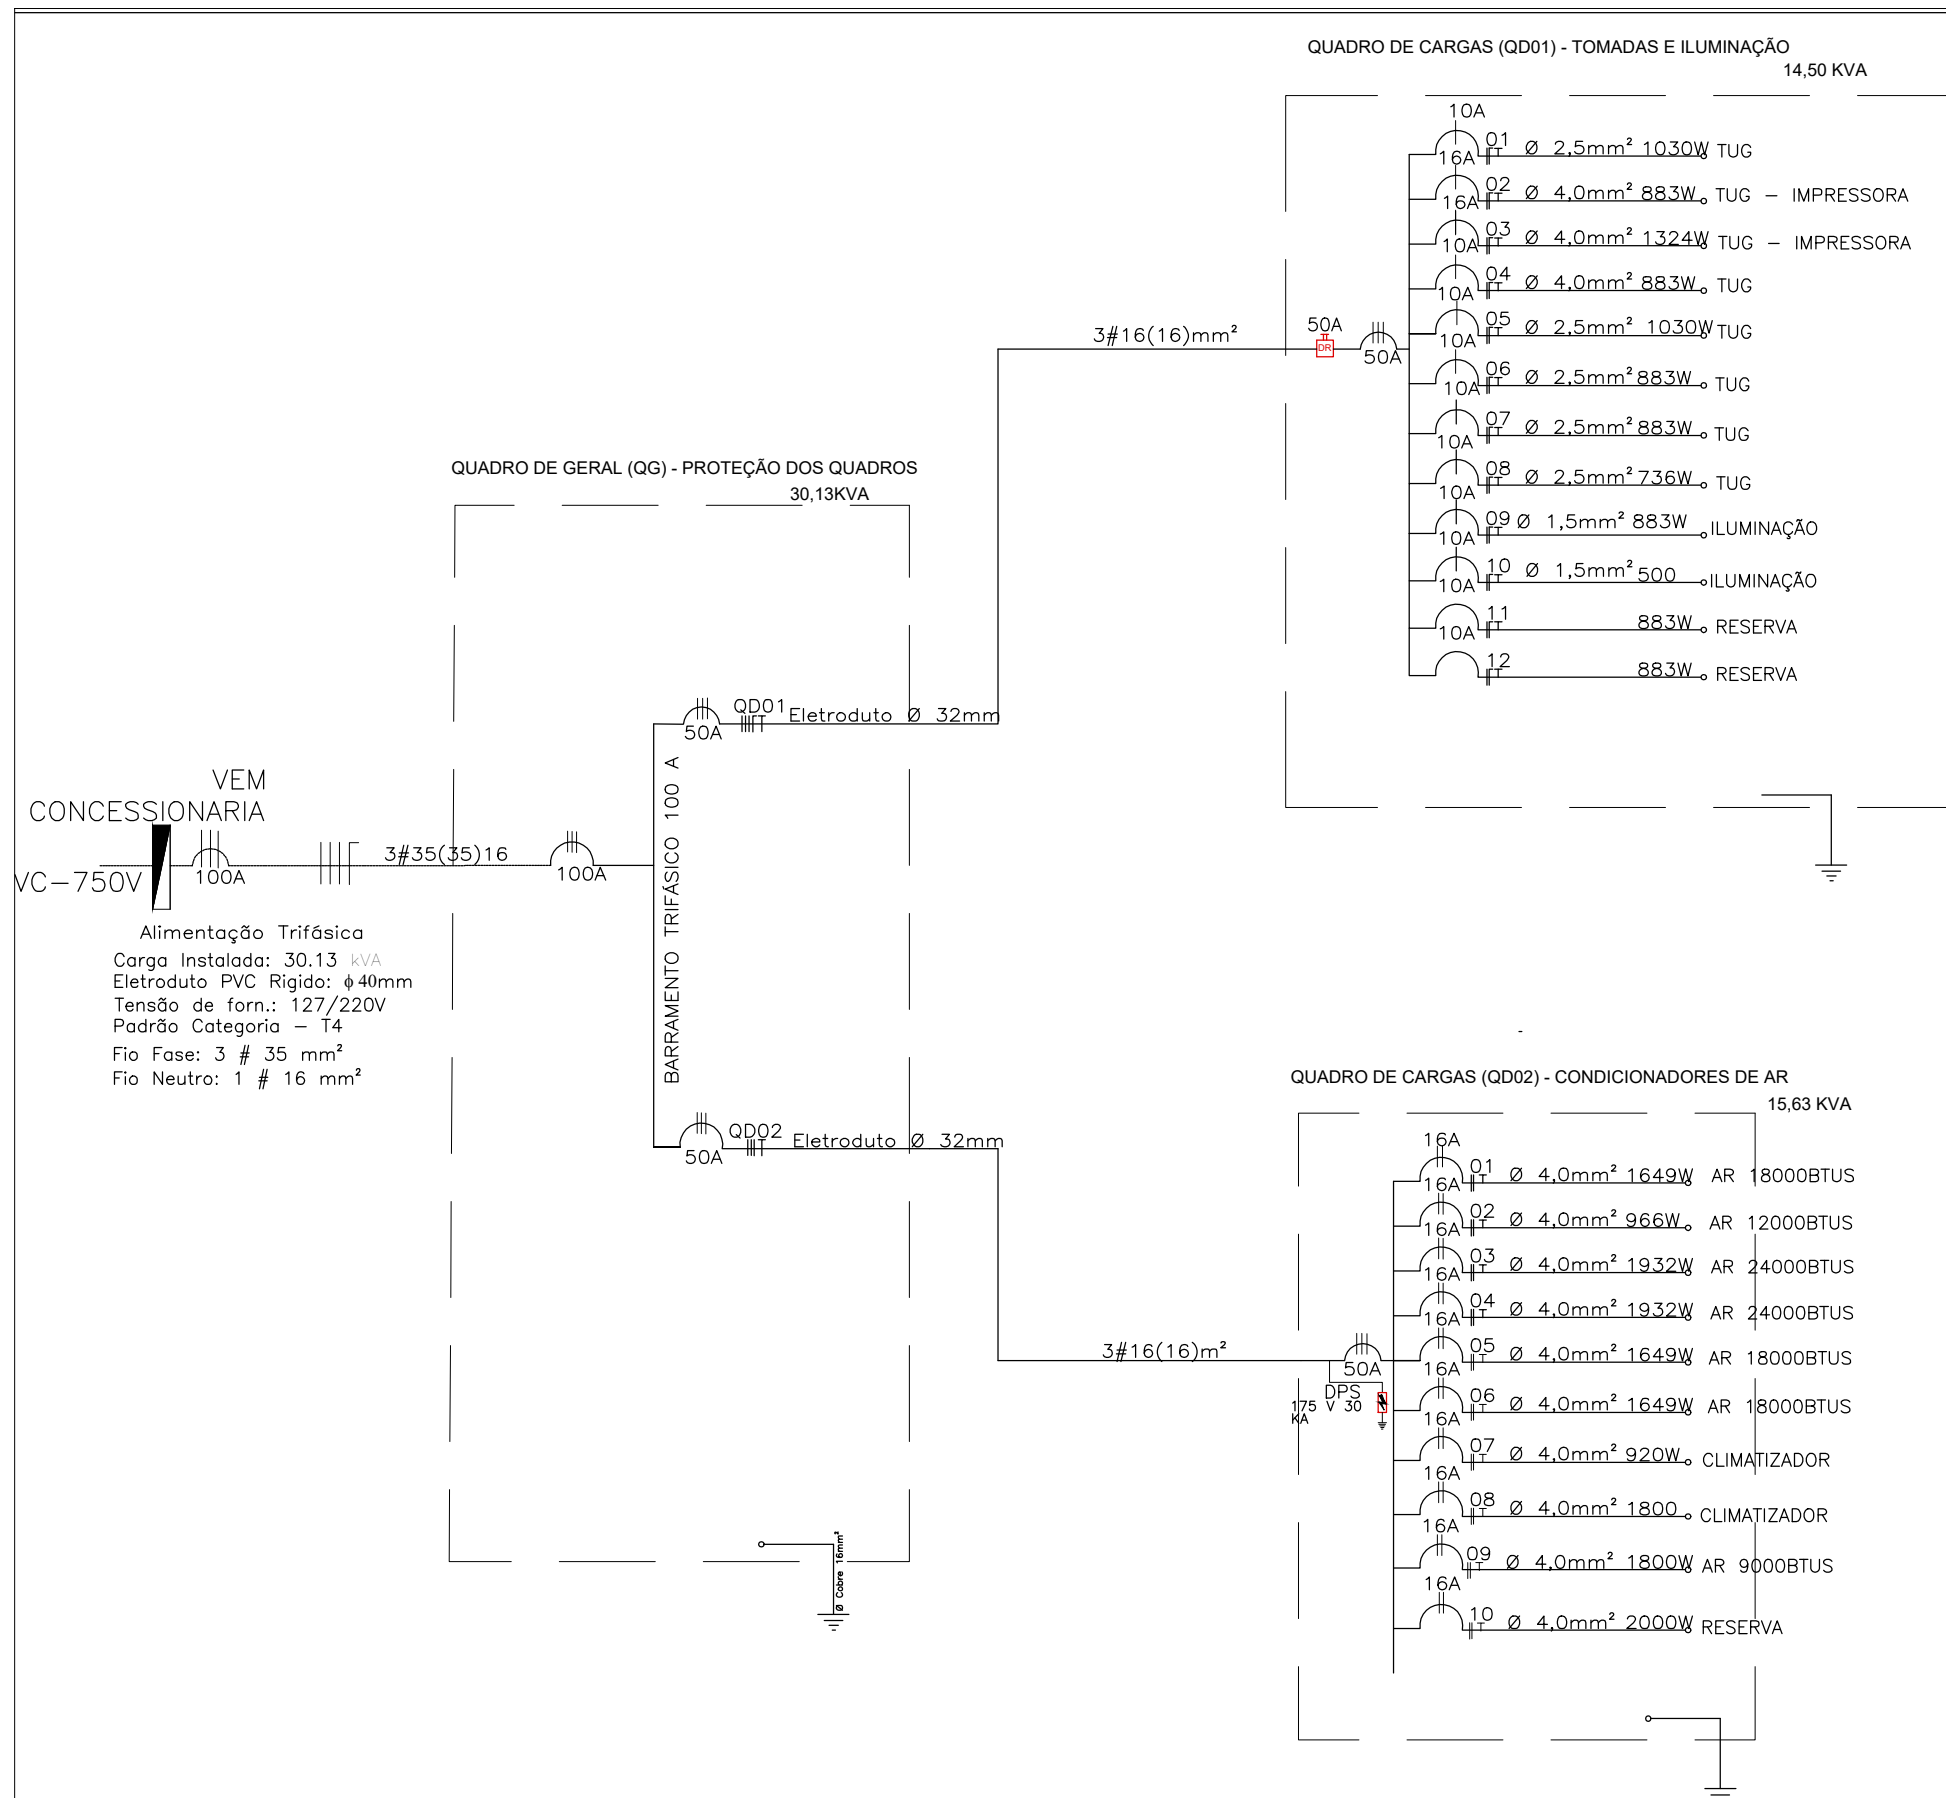 QUADRO DE CARGAS (QD01) - TOMADAS E ILUMINAÇÃO
14,50 KVA
10A
01 Ø 2,5mm² 1030W TUG
16A
02 Ø 4,0mm² 883W TUG - IMPRESSORA
16A
03 Ø 4,0mm² 1324W TUG - IMPRESSORA
10A
04 Ø 4,0mm² 883W TUG
10A
05 Ø 2,5mm² 1030W TUG
10A
06 Ø 2,5mm² 883W TUG
10A
07 Ø 2,5mm² 883W TUG
10A
08 Ø 2,5mm² 736W TUG
10A
09 Ø 1,5mm² 883W ILUMINAÇÃO
10A
10 Ø 1,5mm² 500 ILUMINAÇÃO
10A
11 883W RESERVA
10A
12 883W RESERVA
3#16(16)mm²
50A
DR
50A
QUADRO DE GERAL (QG) - PROTEÇÃO DOS QUADROS
30,13KVA
QD01 Eletroduto Ø 32mm
50A
BARRAMENTO TRIFÁSICO 100 A
VEM
CONCESSIONARIA
3#35(35)16
VC-750V
100A
100A
Alimentação Trifásica
Carga Instalada: 30.13 kVA
Eletroduto PVC Rigido: ϕ 40mm
Tensão de forn.: 127/220V
Padrão Categoria - T4
Fio Fase: 3 # 35 mm²
Fio Neutro: 1 # 16 mm²
QD02 Eletroduto Ø 32mm
50A
Ø Cobre 16mm²
-
QUADRO DE CARGAS (QD02) - CONDICIONADORES DE AR
15,63 KVA
16A
01 Ø 4,0mm² 1649W AR 18000BTUS
16A
02 Ø 4,0mm² 966W AR 12000BTUS
16A
03 Ø 4,0mm² 1932W AR 24000BTUS
16A
04 Ø 4,0mm² 1932W AR 24000BTUS
16A
05 Ø 4,0mm² 1649W AR 18000BTUS
16A
06 Ø 4,0mm² 1649W AR 18000BTUS
16A
07 Ø 4,0mm² 920W CLIMATIZADOR
16A
08 Ø 4,0mm² 1800 CLIMATIZADOR
16A
09 Ø 4,0mm² 1800W AR 9000BTUS
16A
10 Ø 4,0mm² 2000W RESERVA
3#16(16)m²
50A
DPS
175 V 30
KA